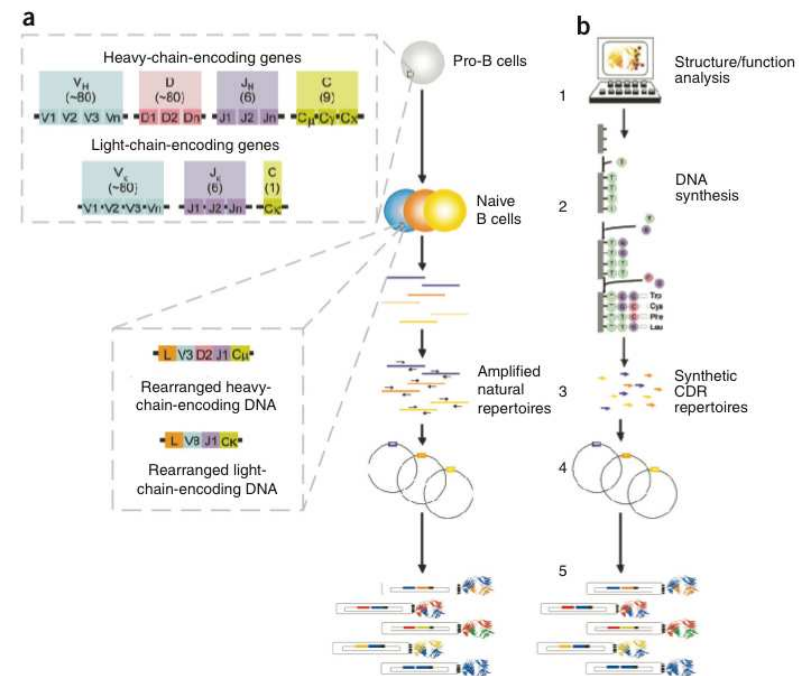 a
Heavy-chain-encoding genes
VH
(~80)
D
(~80)
JH
(6)
C
(9)
V1 V2 V3 Vn
D1 D2 Dn
J1 J2 Jn
Cμ Cγ Cx
Light-chain-encoding genes
Vκ
(~80)
Jκ
(6)
C
(1)
V1 V2 V3 Vn
J1 J2 Jn
Cκ
Pro-B cells
Naive
B cells
L V3 D2 J1 Cμ
Rearranged heavy-
chain-encoding DNA
L V8 J1 Cκ
Rearranged light-
chain-encoding DNA
Amplified
natural
repertoires
b
1
Structure/function
analysis
2
DNA
synthesis
Trp
Cys
Phe
Leu
3
Synthetic
CDR
repertoires
4
5